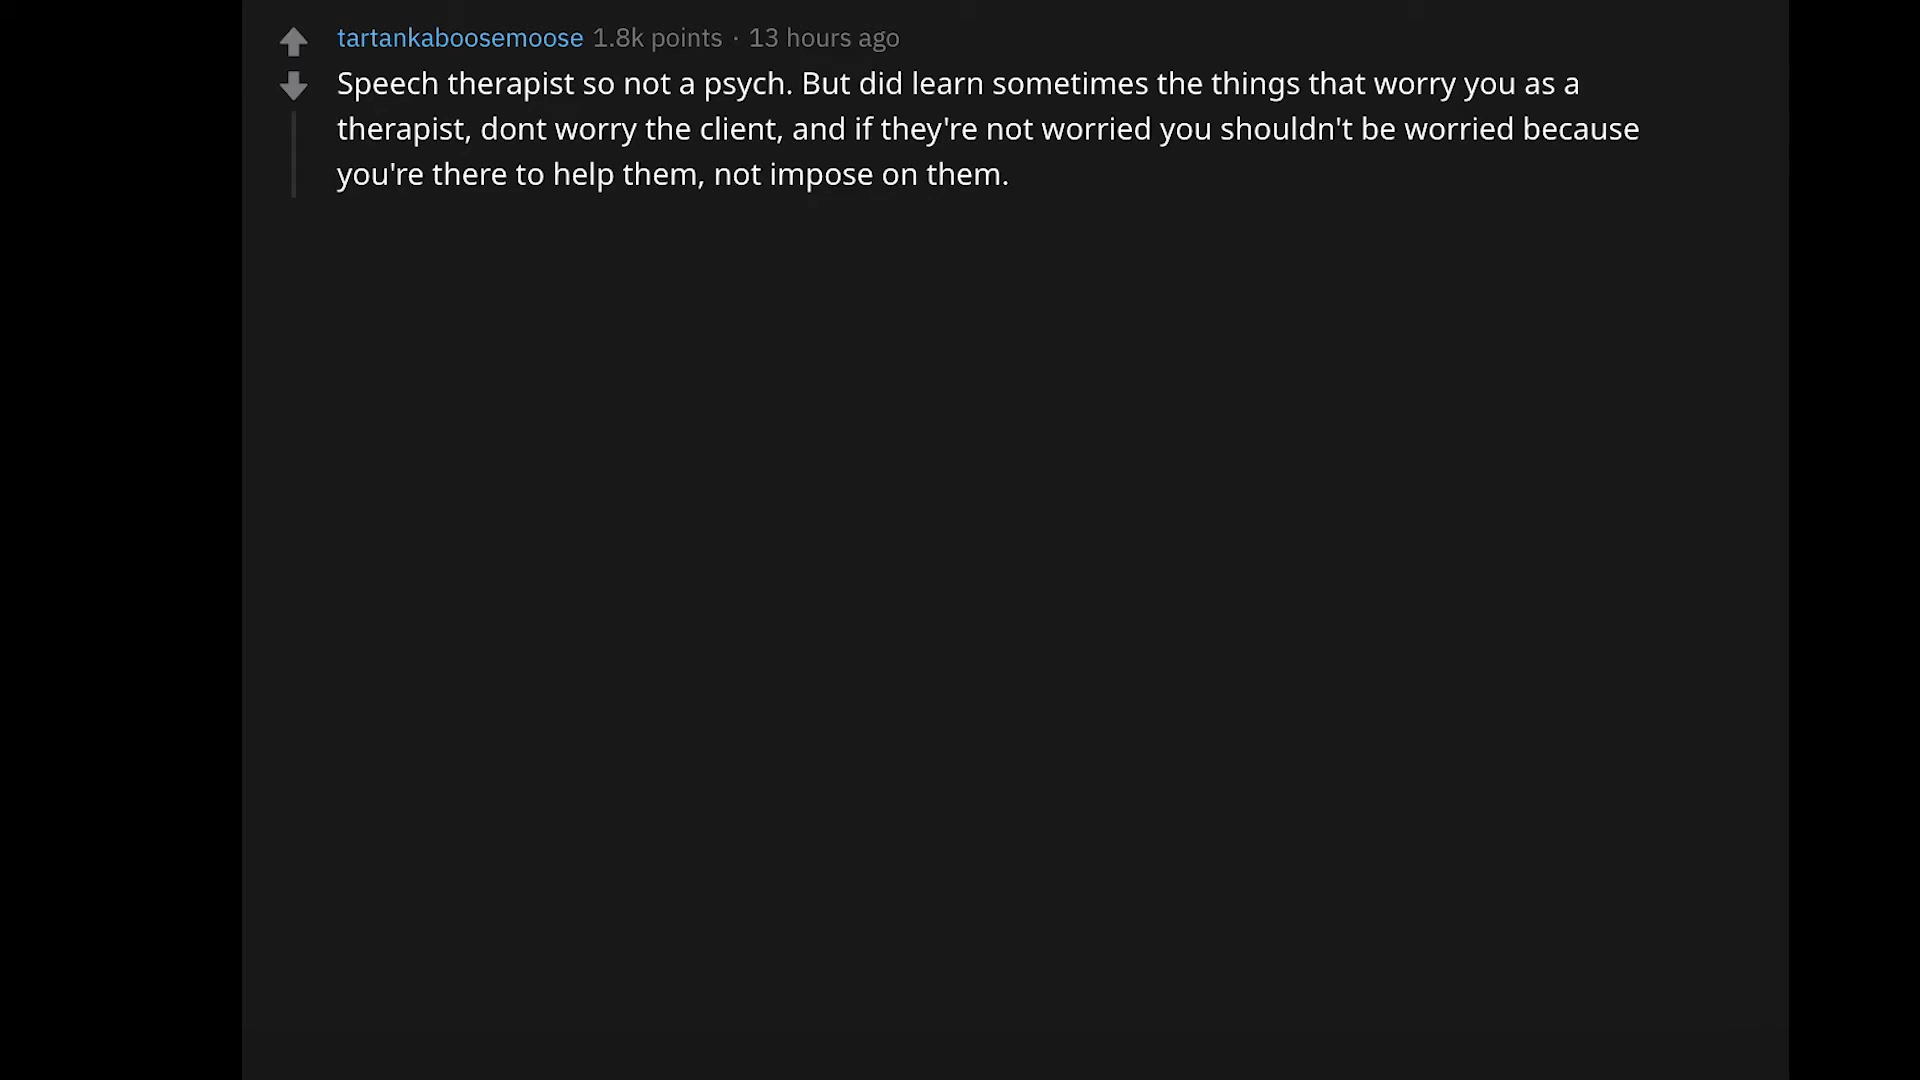 tartankaboosemoose 1.8k points · 13 hours ago
Speech therapist so not a psych. But did learn sometimes the things that worry you as a
therapist, dont worry the client, and if they're not worried you shouldn't be worried because
you're there to help them, not impose on them.